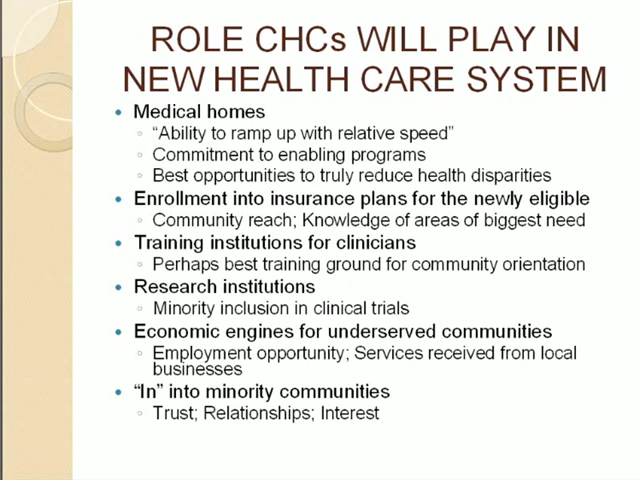 ROLE CHCs WILL PLAY IN
NEW HEALTH CARE SYSTEM
• Medical homes
◦ “Ability to ramp up with relative speed”
◦ Commitment to enabling programs
◦ Best opportunities to truly reduce health disparities
• Enrollment into insurance plans for the newly eligible
◦ Community reach; Knowledge of areas of biggest need
• Training institutions for clinicians
◦ Perhaps best training ground for community orientation
• Research institutions
◦ Minority inclusion in clinical trials
• Economic engines for underserved communities
◦ Employment opportunity; Services received from local
businesses
• “In” into minority communities
◦ Trust; Relationships; Interest